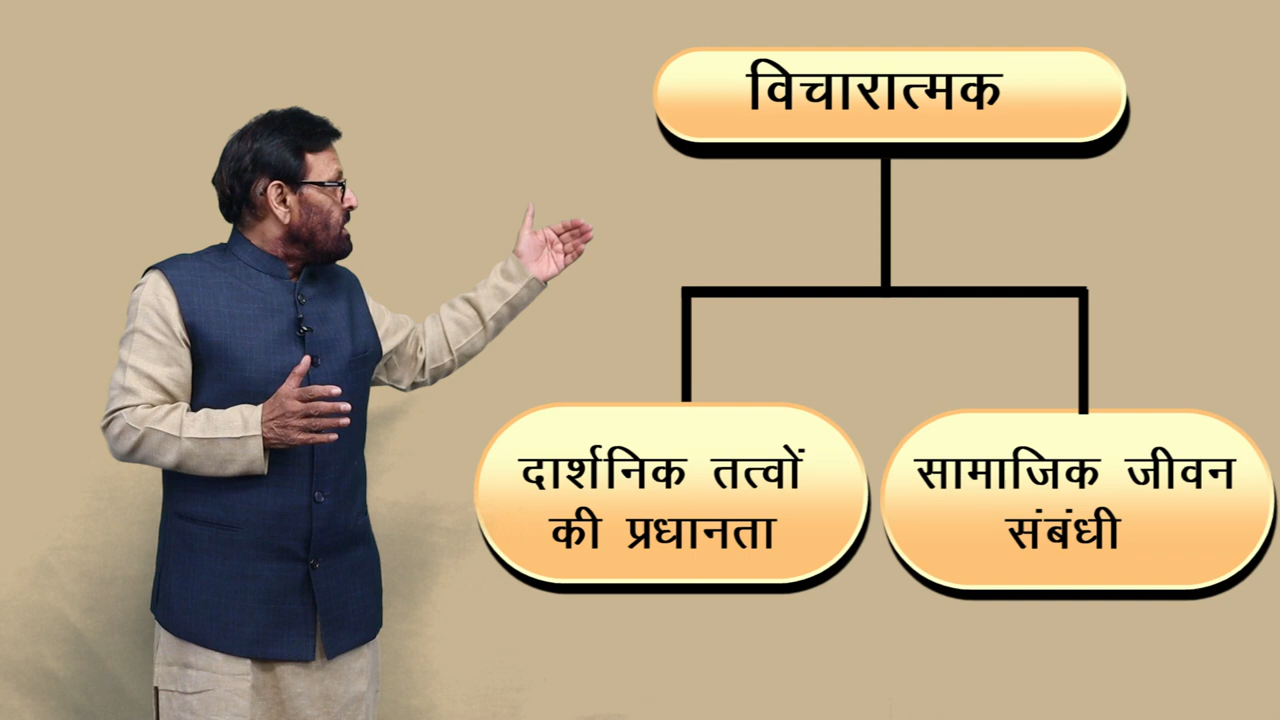 विचारात्मक
दार्शनिक तत्वों
की प्रधानता
सामाजिक जीवन
संबंधी